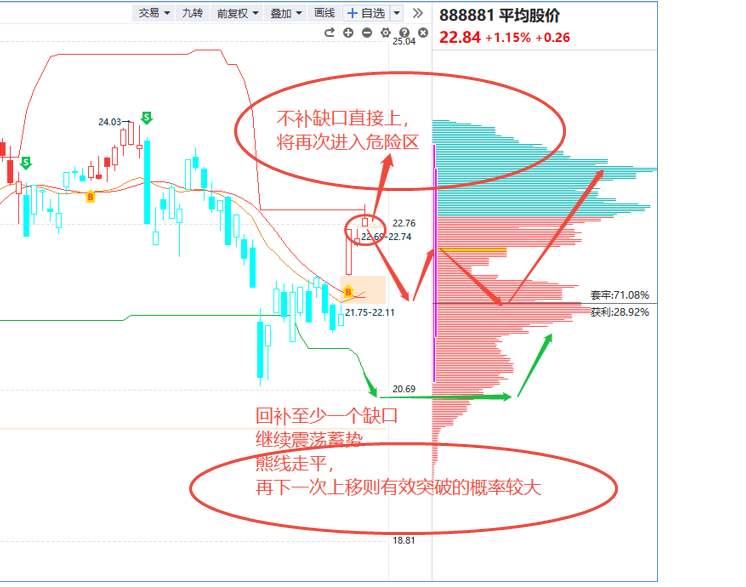 交易 九转 前复权 叠加 画线 自选
888881 平均股价
22.84 +1.15% +0.26
25.04
24.03
S
S
不补缺口直接上，
将再次进入危险区
B
22.76
22.69-22.74
B
套牢:71.08%
获利:28.92%
21.75-22.11
20.69
回补至少一个缺口
继续震荡蓄势
熊线走平，
再下一次上移则有效突破的概率较大
18.81